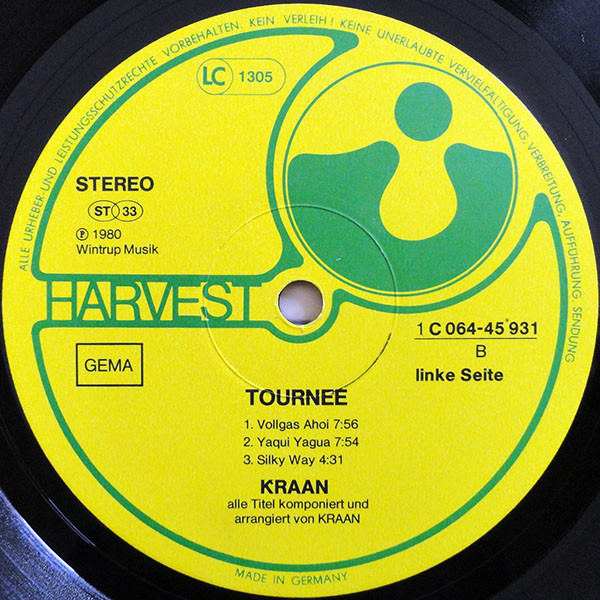 ALLE URHEBER- UND LEISTUNGSSCHUTZRECHTE VORBEHALTEN. KEIN VERLEIH! KEINE UNERLAUBTE VERVIELFÄLTIGUNG, VERBREITUNG, AUFFÜHRUNG, SENDUNG
LC 1305
STEREO
ST 33
℗ 1980
Wintrup Musik
HARVEST
1 C 064-45 931
B
linke Seite
GEMA
TOURNEE
1. Vollgas Ahoi 7:56
2. Yaqui Yagua 7:54
3. Silky Way 4:31
KRAAN
alle Titel komponiert und
arrangiert von KRAAN
MADE IN GERMANY